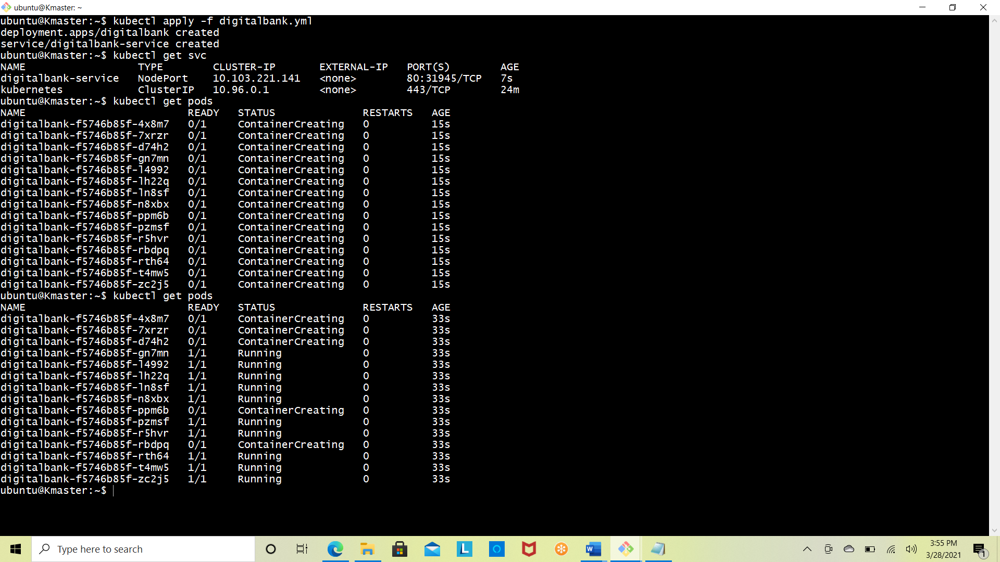 ubuntu@Kmaster: ~
ubuntu@Kmaster:~$ kubectl apply -f digitalbank.yml
deployment.apps/digitalbank created
service/digitalbank-service created
ubuntu@Kmaster:~$ kubectl get svc
NAME                  TYPE        CLUSTER-IP       EXTERNAL-IP   PORT(S)        AGE
digitalbank-service   NodePort    10.103.221.141   <none>        80:31945/TCP   7s
kubernetes            ClusterIP   10.96.0.1        <none>        443/TCP        24m
ubuntu@Kmaster:~$ kubectl get pods
NAME                          READY   STATUS              RESTARTS   AGE
digitalbank-f5746b85f-4x8m7   0/1     ContainerCreating   0          15s
digitalbank-f5746b85f-7xrzr   0/1     ContainerCreating   0          15s
digitalbank-f5746b85f-d74h2   0/1     ContainerCreating   0          15s
digitalbank-f5746b85f-gn7mn   0/1     ContainerCreating   0          15s
digitalbank-f5746b85f-l4992   0/1     ContainerCreating   0          15s
digitalbank-f5746b85f-lh22q   0/1     ContainerCreating   0          15s
digitalbank-f5746b85f-ln8sf   0/1     ContainerCreating   0          15s
digitalbank-f5746b85f-n8xbx   0/1     ContainerCreating   0          15s
digitalbank-f5746b85f-ppm6b   0/1     ContainerCreating   0          15s
digitalbank-f5746b85f-pzmsf   0/1     ContainerCreating   0          15s
digitalbank-f5746b85f-r5hvr   0/1     ContainerCreating   0          15s
digitalbank-f5746b85f-rbdpq   0/1     ContainerCreating   0          15s
digitalbank-f5746b85f-rth64   0/1     ContainerCreating   0          15s
digitalbank-f5746b85f-t4mw5   0/1     ContainerCreating   0          15s
digitalbank-f5746b85f-zc2j5   0/1     ContainerCreating   0          15s
ubuntu@Kmaster:~$ kubectl get pods
NAME                          READY   STATUS              RESTARTS   AGE
digitalbank-f5746b85f-4x8m7   0/1     ContainerCreating   0          33s
digitalbank-f5746b85f-7xrzr   0/1     ContainerCreating   0          33s
digitalbank-f5746b85f-d74h2   0/1     ContainerCreating   0          33s
digitalbank-f5746b85f-gn7mn   1/1     Running             0          33s
digitalbank-f5746b85f-l4992   1/1     Running             0          33s
digitalbank-f5746b85f-lh22q   1/1     Running             0          33s
digitalbank-f5746b85f-ln8sf   1/1     Running             0          33s
digitalbank-f5746b85f-n8xbx   1/1     Running             0          33s
digitalbank-f5746b85f-ppm6b   0/1     ContainerCreating   0          33s
digitalbank-f5746b85f-pzmsf   1/1     Running             0          33s
digitalbank-f5746b85f-r5hvr   1/1     Running             0          33s
digitalbank-f5746b85f-rbdpq   0/1     ContainerCreating   0          33s
digitalbank-f5746b85f-rth64   1/1     Running             0          33s
digitalbank-f5746b85f-t4mw5   1/1     Running             0          33s
digitalbank-f5746b85f-zc2j5   1/1     Running             0          33s
ubuntu@Kmaster:~$
Type here to search
L
W
3:55 PM
3/28/2021
1